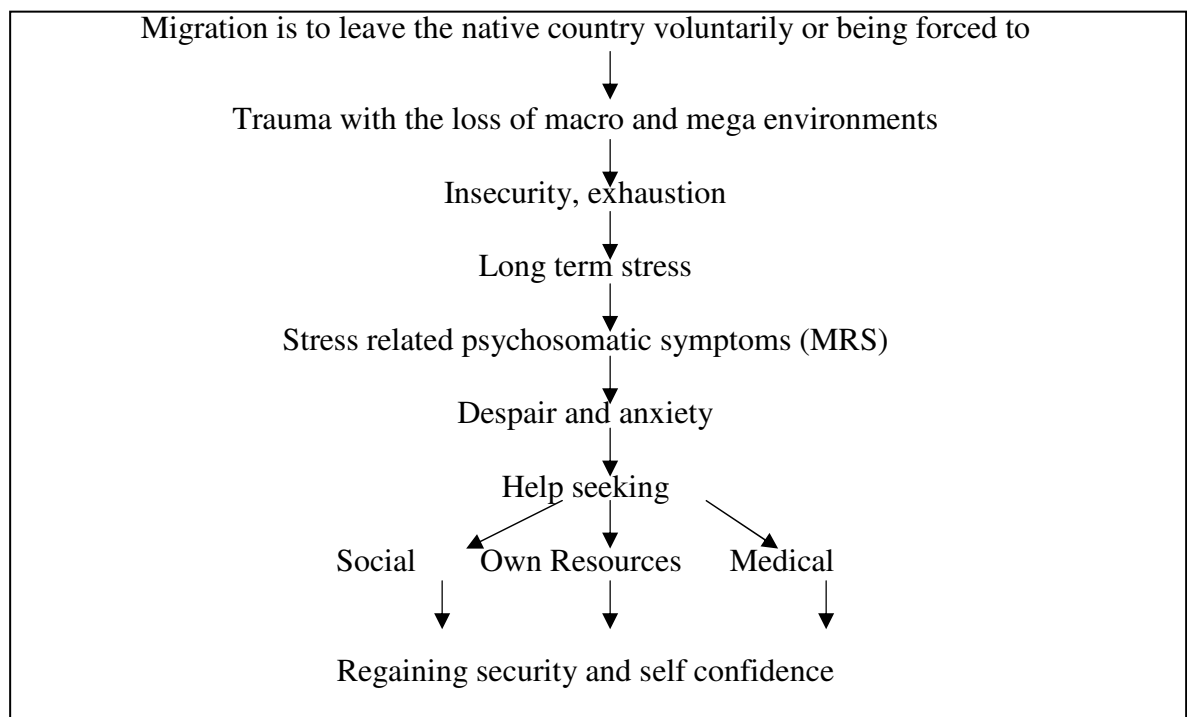 Migration is to leave the native country voluntarily or being forced to
Trauma with the loss of macro and mega environments
Insecurity, exhaustion
Long term stress
Stress related psychosomatic symptoms (MRS)
Despair and anxiety
Help seeking
Social Own Resources Medical
Regaining security and self confidence